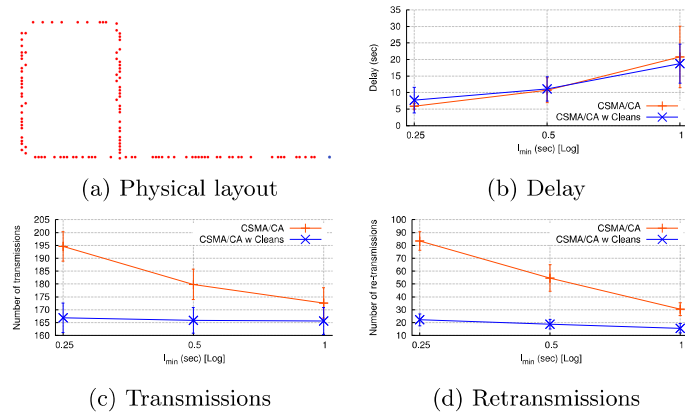 35
30
25
20
15
10
5
0
Delay (sec)
CSMA/CA
CSMA/CA w Cleans
0.25
0.5
1
I_min (sec) [Log]
(a) Physical layout
(b) Delay
205
200
195
190
185
180
175
170
165
160
Number of transmissions
CSMA/CA
CSMA/CA w Cleans
0.25
0.5
1
I_min (sec) [Log]
100
90
80
70
60
50
40
30
20
10
Number of re-transmissions
CSMA/CA
CSMA/CA w Cleans
0.25
0.5
1
I_min (sec) [Log]
(c) Transmissions
(d) Retransmissions